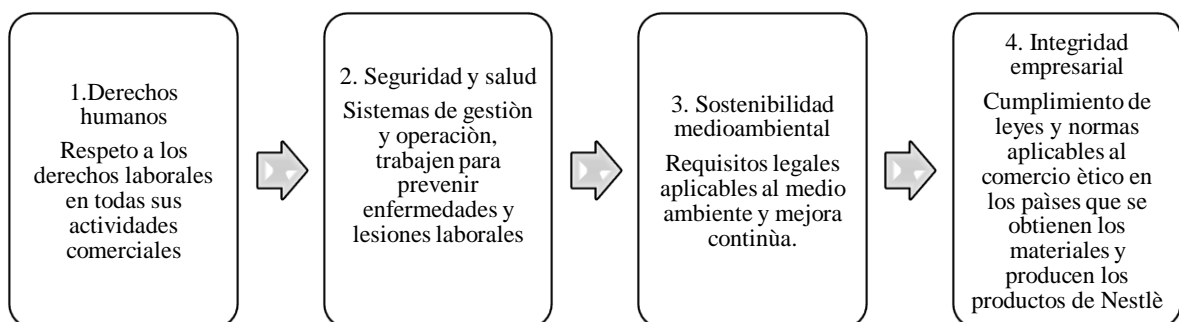 1.Derechos
humanos
Respeto a los
derechos laborales
en todas sus
actividades
comerciales
2. Seguridad y salud
Sistemas de gestiòn
y operaciòn,
trabajen para
prevenir
enfermedades y
lesiones laborales
3. Sostenibilidad
medioambiental
Requisitos legales
aplicables al medio
ambiente y mejora
continùa.
4. Integridad
empresarial
Cumplimiento de
leyes y normas
aplicables al
comercio ètico en
los paìses que se
obtienen los
materiales y
producen los
productos de Nestlè